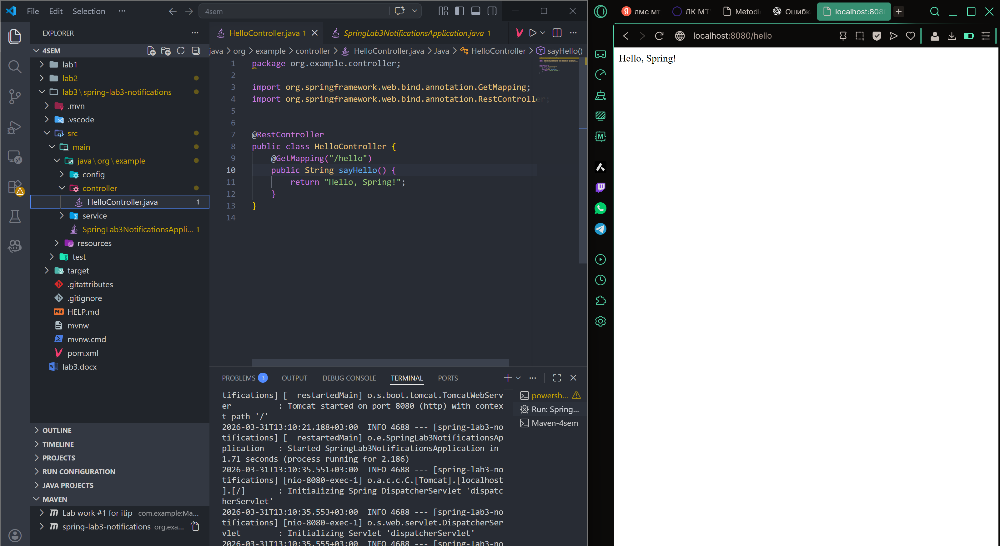 File Edit Selection ··· 4sem
EXPLORER
4SEM
lab1
lab2
lab3\spring-lab3-notifications
.mvn
.vscode
src
main
java\org\example
config
controller
HelloController.java 1
service
SpringLab3NotificationsAppli... 1
resources
test
target
.gitattributes
.gitignore
HELP.md
mvnw
mvnw.cmd
pom.xml
lab3.docx
OUTLINE
TIMELINE
PROJECTS
RUN CONFIGURATION
JAVA PROJECTS
MAVEN
Lab work #1 for itip com.example:Ma...
spring-lab3-notifications org.exa...
HelloController.java 1 SpringLab3NotificationsApplication.java 1
java > org > example > controller > HelloController.java > Java > HelloController > sayHello()
1 package org.example.controller;
2
3 import org.springframework.web.bind.annotation.GetMapping;
4 import org.springframework.web.bind.annotation.RestController;
5
6
7 @RestController
8 public class HelloController {
9 @GetMapping("/hello")
10 public String sayHello() {
11 return "Hello, Spring!";
12 }
13 }
14
PROBLEMS 3 OUTPUT DEBUG CONSOLE TERMINAL PORTS
tifications] [  restartedMain] o.s.boot.tomcat.TomcatWebServ
er          : Tomcat started on port 8080 (http) with contex
t path '/'
2026-03-31T13:10:21.188+03:00  INFO 4688 --- [spring-lab3-no
tifications] [  restartedMain] o.e.SpringLab3NotificationsAp
plication   : Started SpringLab3NotificationsApplication in
1.71 seconds (process running for 2.186)
2026-03-31T13:10:35.551+03:00  INFO 4688 --- [spring-lab3-no
tifications] [nio-8080-exec-1] o.a.c.c.C.[Tomcat].[localhost
].[/]       : Initializing Spring DispatcherServlet 'dispatc
herServlet'
2026-03-31T13:10:35.553+03:00  INFO 4688 --- [spring-lab3-no
tifications] [nio-8080-exec-1] o.s.web.servlet.DispatcherSer
vlet        : Initializing Servlet 'dispatcherServlet'
2026-03-31T13:10:35.555+03:00  INFO 4688 --- [spring-lab3-no
powersh...
Run: Spring...
Maven-4sem
Я лмс мт ЛК МТ Metodi Ошибк localhost:808
localhost:8080/hello
Hello, Spring!